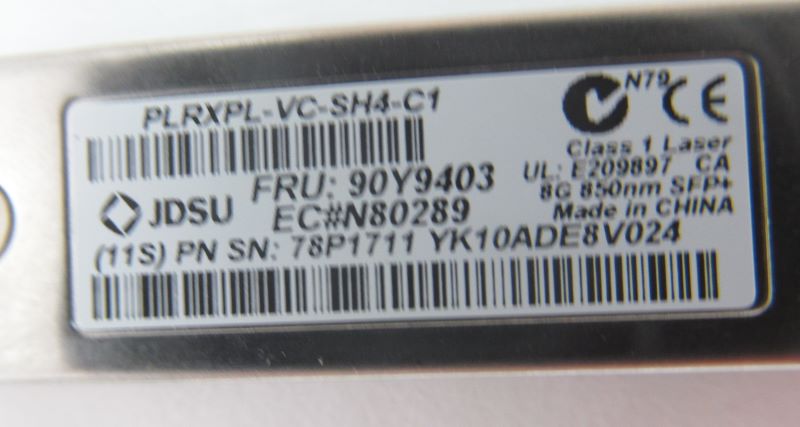 PLRXPL-VC-SH4-C1
N79 CE
Class 1 Laser
UL: E209897 CA
8G 850nm SFP+
Made in CHINA
JDSU
FRU: 90Y9403
EC#N80289
(11S) PN SN: 78P1711 YK10ADE8V024